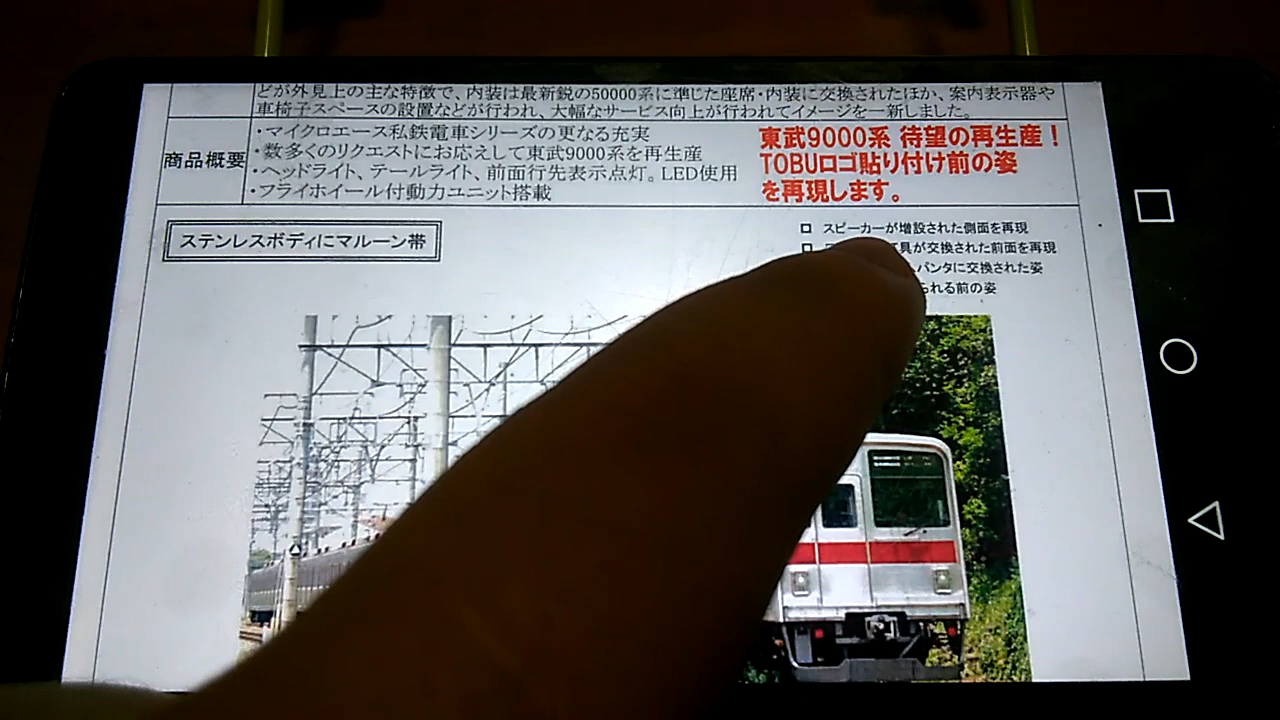 どが外見上の主な特徴で、内装は最新鋭の50000系に準じた座席・内装に交換されたほか、案内表示器や
車椅子スペースの設置などが行われ、大幅なサービス向上が行われてイメージを一新しました。
商品概要
・マイクロエース私鉄電車シリーズの更なる充実
・数多くのリクエストにお応えして東武9000系を再生産
・ヘッドライト、テールライト、前面行先表示点灯。LED使用
・フライホイール付動力ユニット搭載
東武9000系 待望の再生産！
TOBUロゴ貼り付け前の姿
を再現します。
ステンレスボディにマルーン帯
スピーカーが増設された側面を再現
具が交換された前面を再現
パンタに交換された姿
られる前の姿